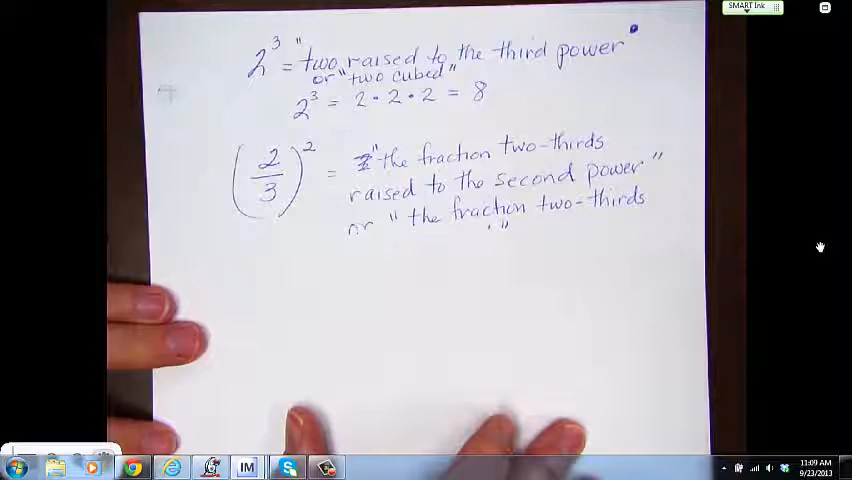 SMART Ink
2³ = "two raised to the third power"
or "two cubed"
2³ = 2 · 2 · 2 = 8
(2/3)² = "the fraction two-thirds
raised to the second power"
or "the fraction two-thirds
"
IM
11:09 AM
9/23/2013